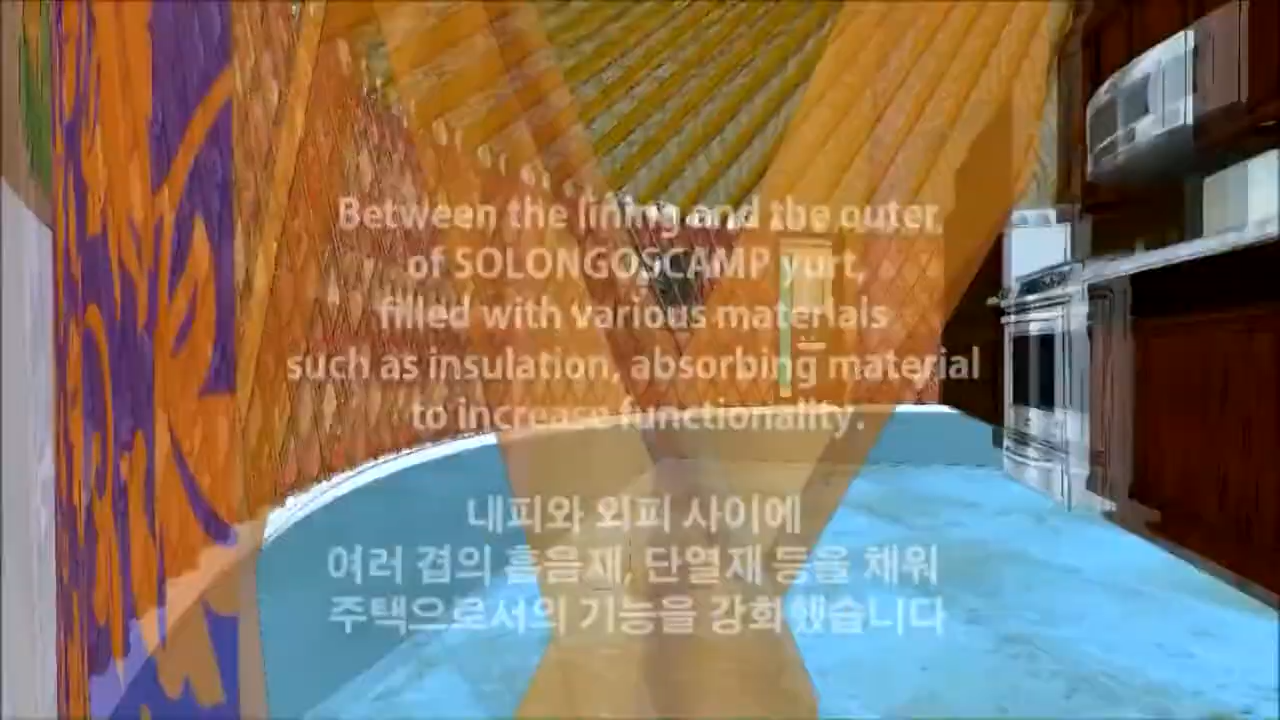 Between the lining and the outer
of SOLONGOSCAMP yurt,
filled with various materials
such as insulation, absorbing material
to increase functionality.
내피와 외피 사이에
여러 겹의 흡음재, 단열재 등을 채워
주택으로서의 기능을 강화했습니다